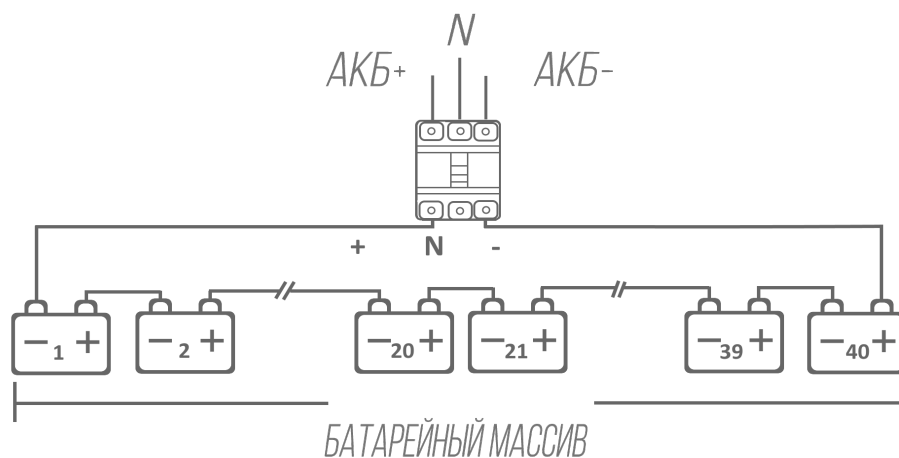 N
АКБ+ АКБ-
+ N -
- 1 + - 2 + - 20 + - 21 + - 39 + - 40 +
БАТАРЕЙНЫЙ МАССИВ